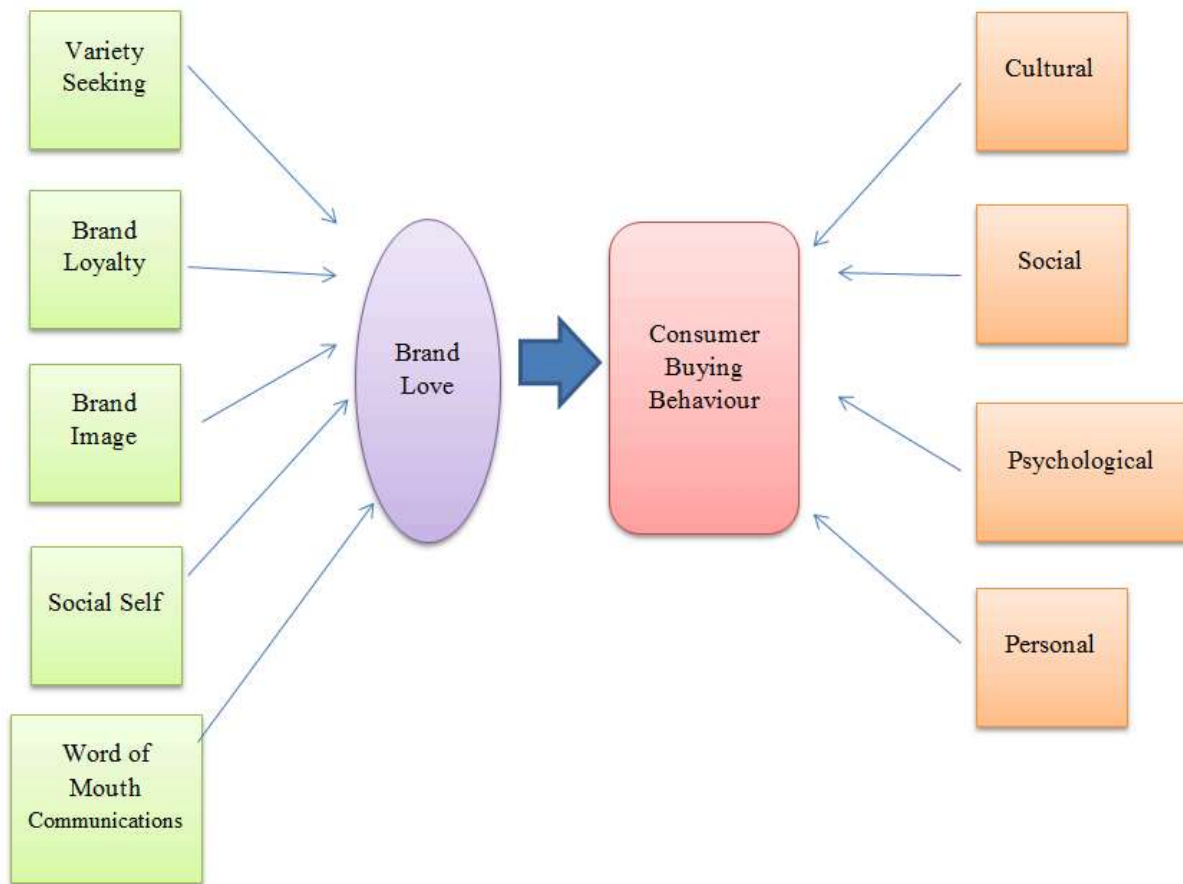 Variety
Seeking
Brand
Loyalty
Brand
Image
Social Self
Word of
Mouth
Communications
Brand
Love
Consumer
Buying
Behaviour
Cultural
Social
Psychological
Personal